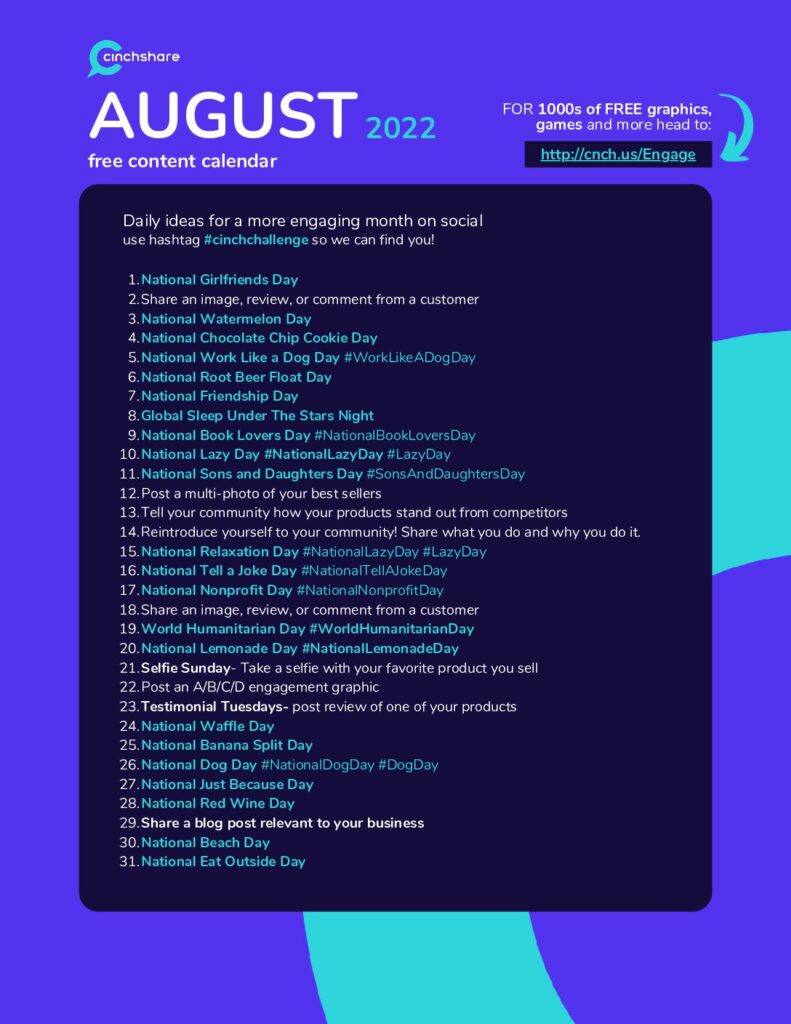 cinchshare
AUGUST 2022
free content calendar
FOR 1000s of FREE graphics,
games and more head to:
http://cnch.us/Engage
Daily ideas for a more engaging month on social
use hashtag #cinchchallenge so we can find you!
1. National Girlfriends Day
2. Share an image, review, or comment from a customer
3. National Watermelon Day
4. National Chocolate Chip Cookie Day
5. National Work Like a Dog Day #WorkLikeADogDay
6. National Root Beer Float Day
7. National Friendship Day
8. Global Sleep Under The Stars Night
9. National Book Lovers Day #NationalBookLoversDay
10. National Lazy Day #NationalLazyDay #LazyDay
11. National Sons and Daughters Day #SonsAndDaughtersDay
12. Post a multi-photo of your best sellers
13. Tell your community how your products stand out from competitors
14. Reintroduce yourself to your community! Share what you do and why you do it.
15. National Relaxation Day #NationalLazyDay #LazyDay
16. National Tell a Joke Day #NationalTellAJokeDay
17. National Nonprofit Day #NationalNonprofitDay
18. Share an image, review, or comment from a customer
19. World Humanitarian Day #WorldHumanitarianDay
20. National Lemonade Day #NationalLemonadeDay
21. Selfie Sunday- Take a selfie with your favorite product you sell
22. Post an A/B/C/D engagement graphic
23. Testimonial Tuesdays- post review of one of your products
24. National Waffle Day
25. National Banana Split Day
26. National Dog Day #NationalDogDay #DogDay
27. National Just Because Day
28. National Red Wine Day
29. Share a blog post relevant to your business
30. National Beach Day
31. National Eat Outside Day